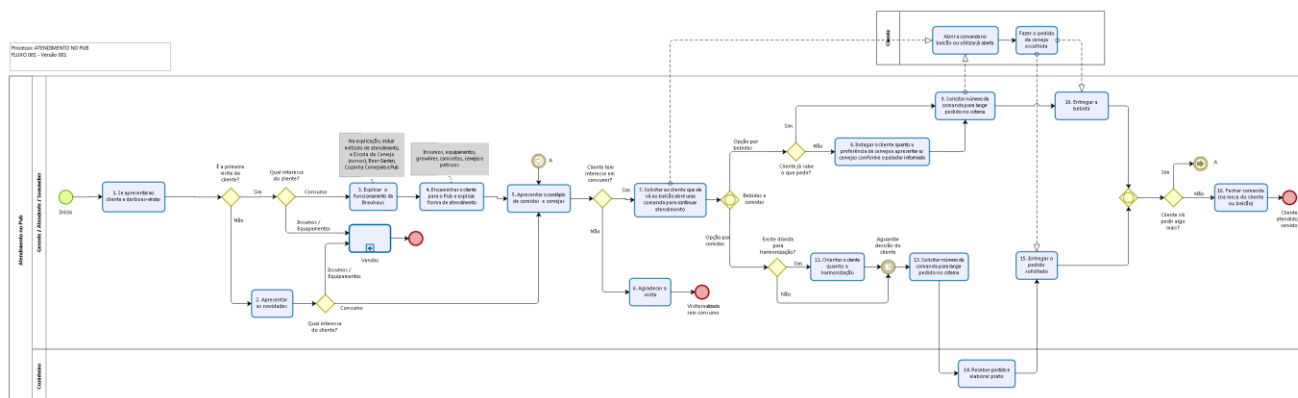 Processo: ATENDIMENTO NO PUB
FLUXO 001 - Versão 001
Cliente
Abrir a comanda no
balcão ou utilizar já aberta
Fazer o pedido
da cerveja
escolhida
Atendimento no Pub
Gerente / Atendente / Sommelier
Cozinheiro
Início
1. Se apresentar ao
cliente e dar boas-vindas
É a primeira
visita do
cliente?
Sim
Não
Qual interesse
do cliente?
Consumo
Insumos /
Equipamentos
Na explicação, incluir
método de atendimento,
a Escola da Cerveja
(cursos), Beer Garden,
Cozinha Cervejeira e Pub
3. Explicar o
funcionamento da
Brauhaus
Insumos, equipamentos,
growlers, camisetas, cervejas e
petiscos
4. Encaminhar o cliente
para o Pub e explicar
forma de atendimento
Vendas
2. Apresentar
as novidades
Insumos /
Equipamentos
Qual interesse
do cliente?
Consumo
A
5. Apresentar o cardápio
de comidas e cervejas
Cliente tem
interesse em
consumir?
Sim
Não
6. Agradecer a
visita
Visita realizada
sem consumo
7. Solicitar ao cliente que
vá ao balcão abrir uma
comanda para continuar
atendimento
Opção por
bebidas
Bebidas e
comidas
Opção por
comidas
Sim
Cliente já sabe
o que pedir?
Não
8. Indagar o cliente quanto a
preferência de cervejas e apresentar as
cervejas conforme o paladar informado
9. Solicitar número da
comanda para lançar
pedido no sistema
10. Entregar a
bebida
Existe dúvida
para
harmonização?
Sim
Não
12. Orientar o cliente
quanto a
harmonização
Aguardar
decisão do
cliente
13. Solicitar número da
comanda para lançar
pedido no sistema
14. Receber pedido e
elaborar prato
15. Entregar o
pedido
solicitado
Sim
A
Cliente irá
pedir algo
mais?
Não
16. Fechar comanda
(na mesa do cliente
ou balcão)
Cliente
atendido e
servido